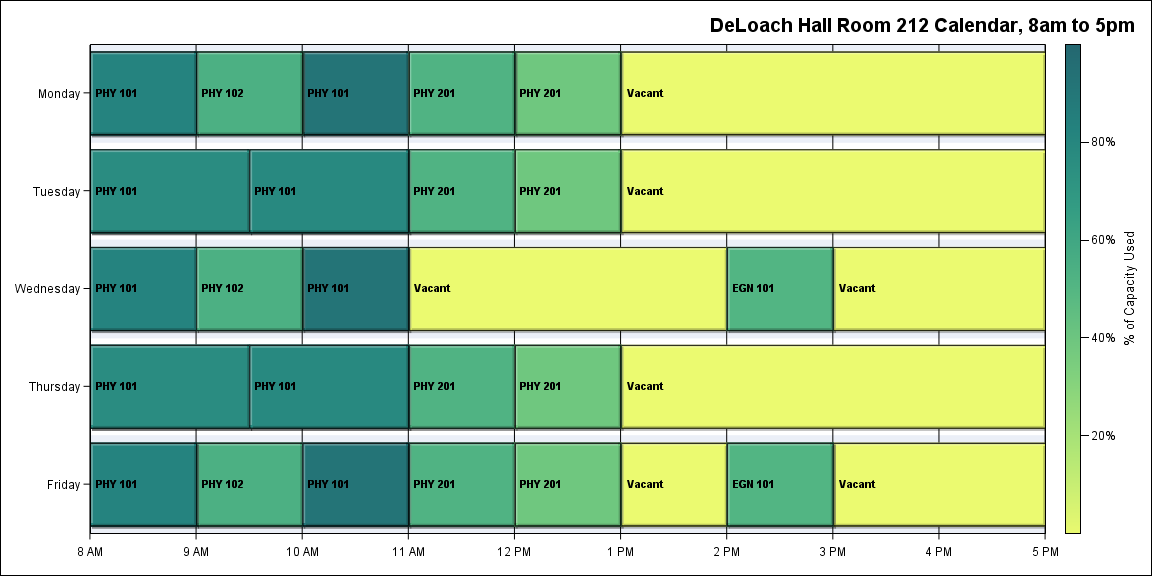 DeLoach Hall Room 212 Calendar, 8am to 5pm
Monday
PHY 101
PHY 102
PHY 101
PHY 201
PHY 201
Vacant
Tuesday
PHY 101
PHY 101
PHY 201
PHY 201
Vacant
Wednesday
PHY 101
PHY 102
PHY 101
Vacant
EGN 101
Vacant
Thursday
PHY 101
PHY 101
PHY 201
PHY 201
Vacant
Friday
PHY 101
PHY 102
PHY 101
PHY 201
PHY 201
Vacant
EGN 101
Vacant
8 AM
9 AM
10 AM
11 AM
12 PM
1 PM
2 PM
3 PM
4 PM
5 PM
80%
60%
40%
20%
% of Capacity Used